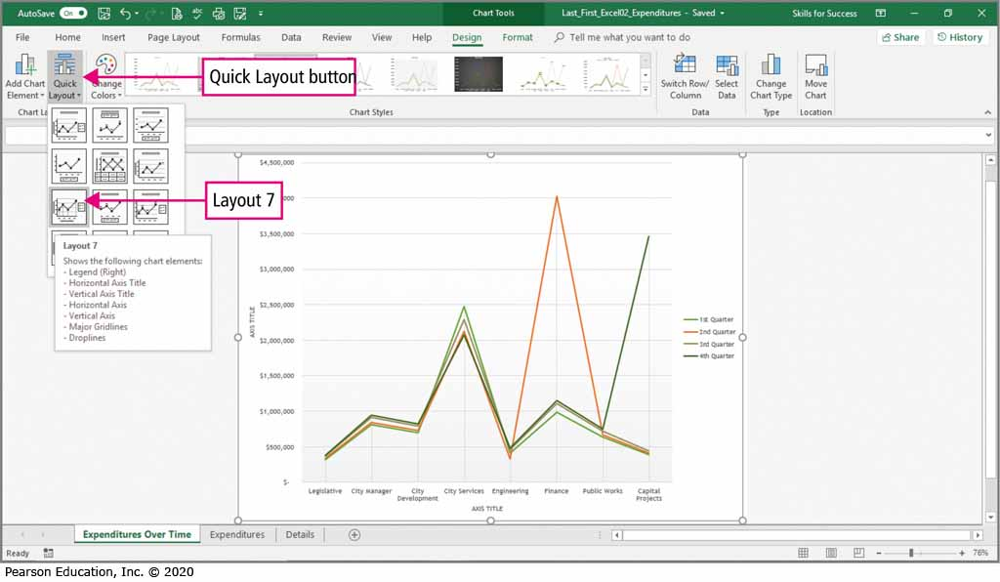 AutoSave On
Chart Tools
Last_First_Excel02_Expenditures - Saved
Skills for Success
File Home Insert Page Layout Formulas Data Review View Help Design Format Tell me what you want to do Share History
Add Chart Element
Quick Layout
Change Colors
Quick Layout button
Switch Row/ Column
Select Data
Change Chart Type
Move Chart
Chart Styles
Data
Type
Location
Layout 7
Layout 7
Shows the following chart elements:
- Legend (Right)
- Horizontal Axis Title
- Vertical Axis Title
- Horizontal Axis
- Vertical Axis
- Major Gridlines
- Droplines
$4,500,000
$3,500,000
$3,000,000
$2,500,000
$2,000,000
$1,500,000
$1,000,000
$500,000
$-
AXIS TITLE
1st Quarter
2nd Quarter
3rd Quarter
4th Quarter
Legislative City Manager City Development City Services Engineering Finance Public Works Capital Projects
AXIS TITLE
Expenditures Over Time Expenditures Details
Ready
76%
Pearson Education, Inc. © 2020